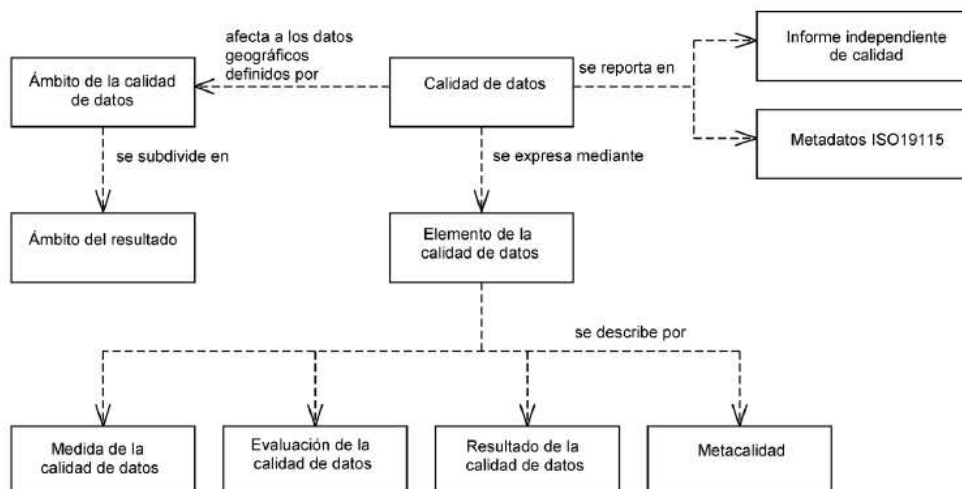 afecta a los datos
geográficos
definidos por
Informe independiente
de calidad
Ámbito de la calidad
de datos
Calidad de datos
se reporta en
Metadatos ISO19115
se subdivide en
se expresa mediante
Ámbito del resultado
Elemento de la
calidad de datos
se describe por
Medida de la
calidad de datos
Evaluación de la
calidad de datos
Resultado de la
calidad de datos
Metacalidad